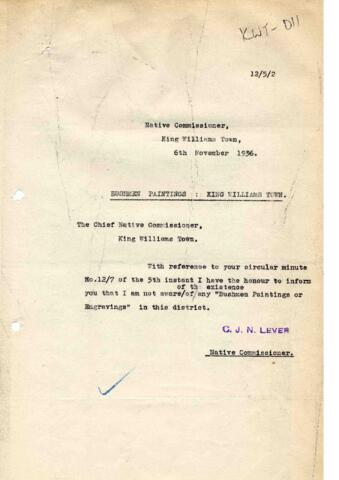 KWT - D11
12/5/2
Native Commissioner,
King Williams Town,
6th November 1936.
BUSHMEN PAINTINGS : KING WILLIAMS TOWN.
The Chief Native Commissioner,
King Williams Town.
With reference to your circular minute
No.12/7 of the 5th instant I have the honour to inform
of the existence
you that I am not aware/of/any "Bushmen Paintings or
Engravings" in this district.
C. J. N. LEVER
Native Commissioner.